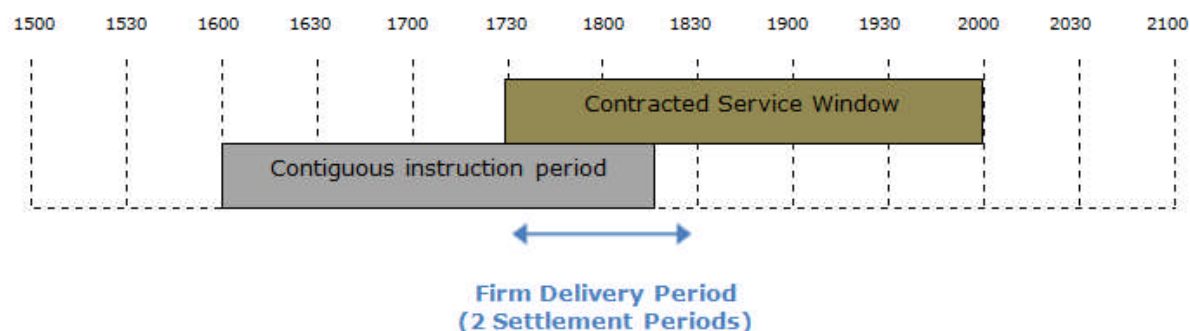 1500 1530 1600 1630 1700 1730 1800 1830 1900 1930 2000 2030 2100
Contracted Service Window
Contiguous instruction period
Firm Delivery Period
(2 Settlement Periods)